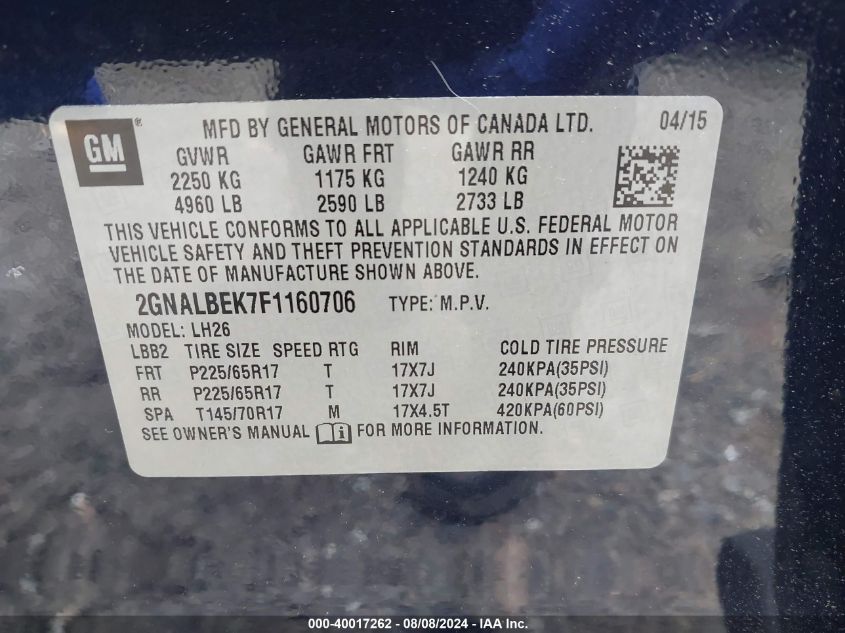 GM®
MFD BY GENERAL MOTORS OF CANADA LTD. 04/15
GVWR GAWR FRT GAWR RR
2250 KG 1175 KG 1240 KG
4960 LB 2590 LB 2733 LB
THIS VEHICLE CONFORMS TO ALL APPLICABLE U.S. FEDERAL MOTOR
VEHICLE SAFETY AND THEFT PREVENTION STANDARDS IN EFFECT ON
THE DATE OF MANUFACTURE SHOWN ABOVE.
2GNALBEK7F1160706 TYPE: M.P.V.
MODEL: LH26
LBB2 TIRE SIZE SPEED RTG RIM COLD TIRE PRESSURE
FRT P225/65R17 T 17X7J 240KPA(35PSI)
RR P225/65R17 T 17X7J 240KPA(35PSI)
SPA T145/70R17 M 17X4.5T 420KPA(60PSI)
SEE OWNER'S MANUAL i FOR MORE INFORMATION.
000-40017262 - 08/08/2024 - IAA Inc.